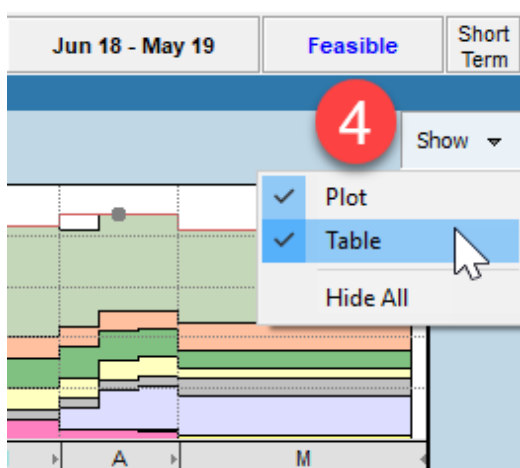 Jun 18 - May 19
Feasible
Short
Term
4
Show
Plot
Table
Hide All
A
M